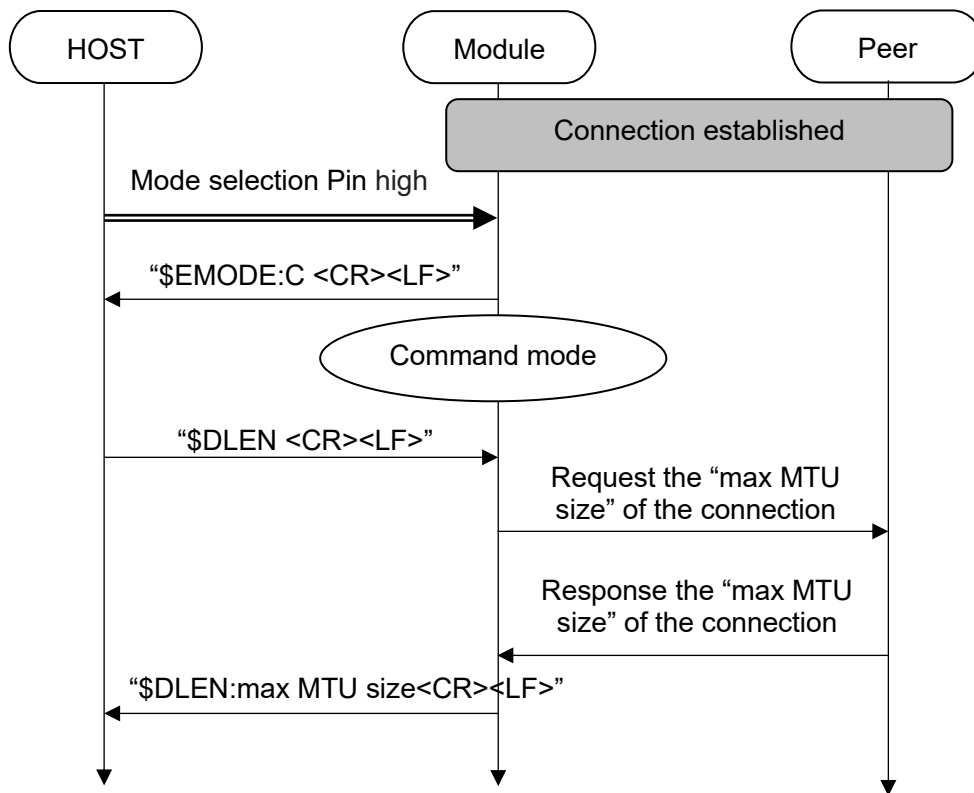 HOST
Module
Peer
Connection established
Mode selection Pin high
“$EMODE:C <CR><LF>”
Command mode
“$DLEN <CR><LF>”
Request the “max MTU
size” of the connection
Response the “max MTU
size” of the connection
“$DLEN:max MTU size<CR><LF>”